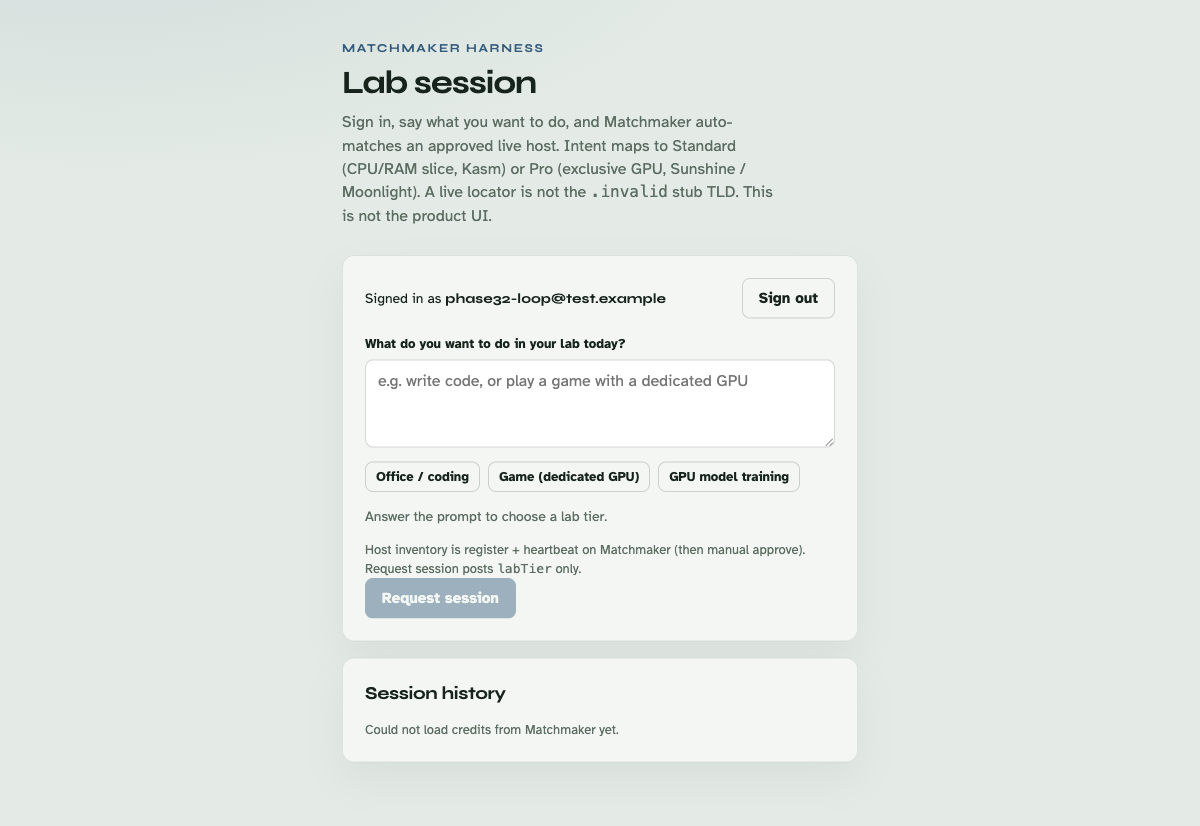 MATCHMAKER HARNESS
Lab session
Sign in, say what you want to do, and Matchmaker auto-
matches an approved live host. Intent maps to Standard
(CPU/RAM slice, Kasm) or Pro (exclusive GPU, Sunshine /
Moonlight). A live locator is not the .invalid stub TLD. This
is not the product UI.
Signed in as phase32-loop@test.example
Sign out
What do you want to do in your lab today?
e.g. write code, or play a game with a dedicated GPU
Office / coding
Game (dedicated GPU)
GPU model training
Answer the prompt to choose a lab tier.
Host inventory is register + heartbeat on Matchmaker (then manual approve).
Request session posts labTier only.
Request session
Session history
Could not load credits from Matchmaker yet.